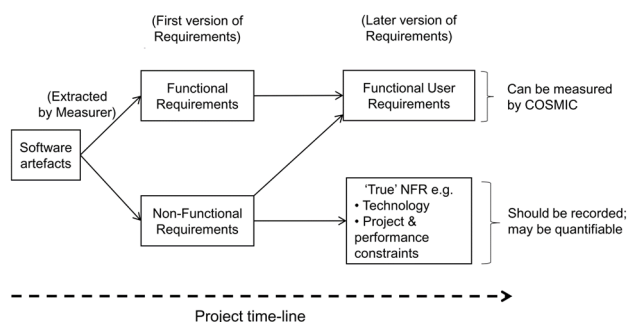 (First version of
Requirements)
(Later version of
Requirements)
(Extracted
by Measurer)
Functional
Requirements
Functional User
Requirements
Can be measured
by COSMIC
Software
artefacts
Non-Functional
Requirements
‘True’ NFR e.g.
• Technology
• Project &
performance
constraints
Should be recorded;
may be quantifiable
Project time-line